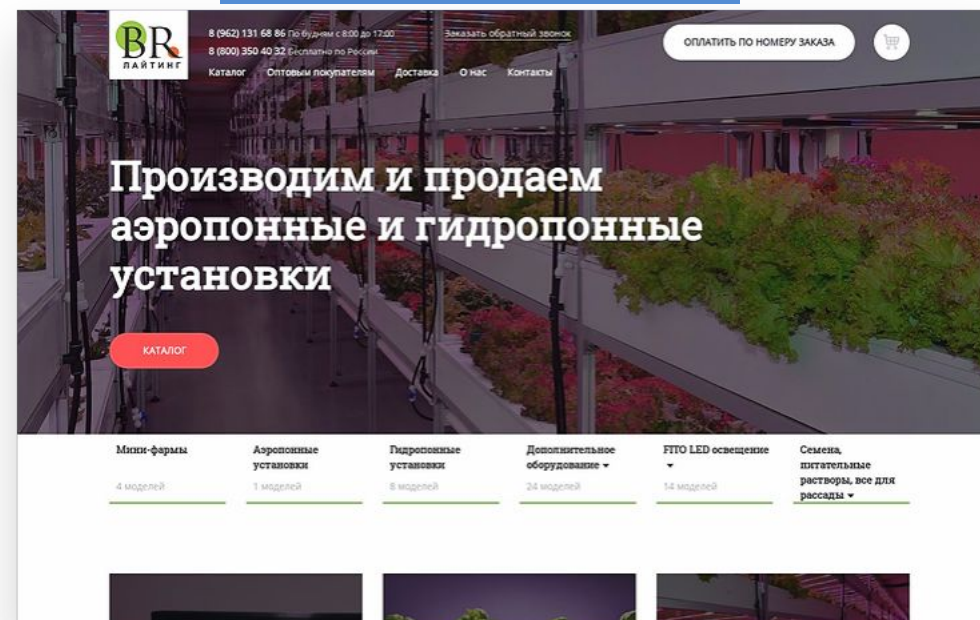 BR
ЛАЙТИНГ
8 (962) 131 68 86 По будням с 8:00 до 17:00
Заказать обратный звонок
8 (800) 350 40 32 Бесплатно по России
Каталог Оптовым покупателям Доставка О нас Контакты
ОПЛАТИТЬ ПО НОМЕРУ ЗАКАЗА
Производим и продаем
аэропонные и гидропонные
установки
КАТАЛОГ
Мини-фармы
4 моделей
Аэропонные
установки
1 моделей
Гидропонные
установки
8 моделей
Дополнительное
оборудование
24 моделей
FITO LED освещение
14 моделей
Семена,
питательные
растворы, все для
рассады